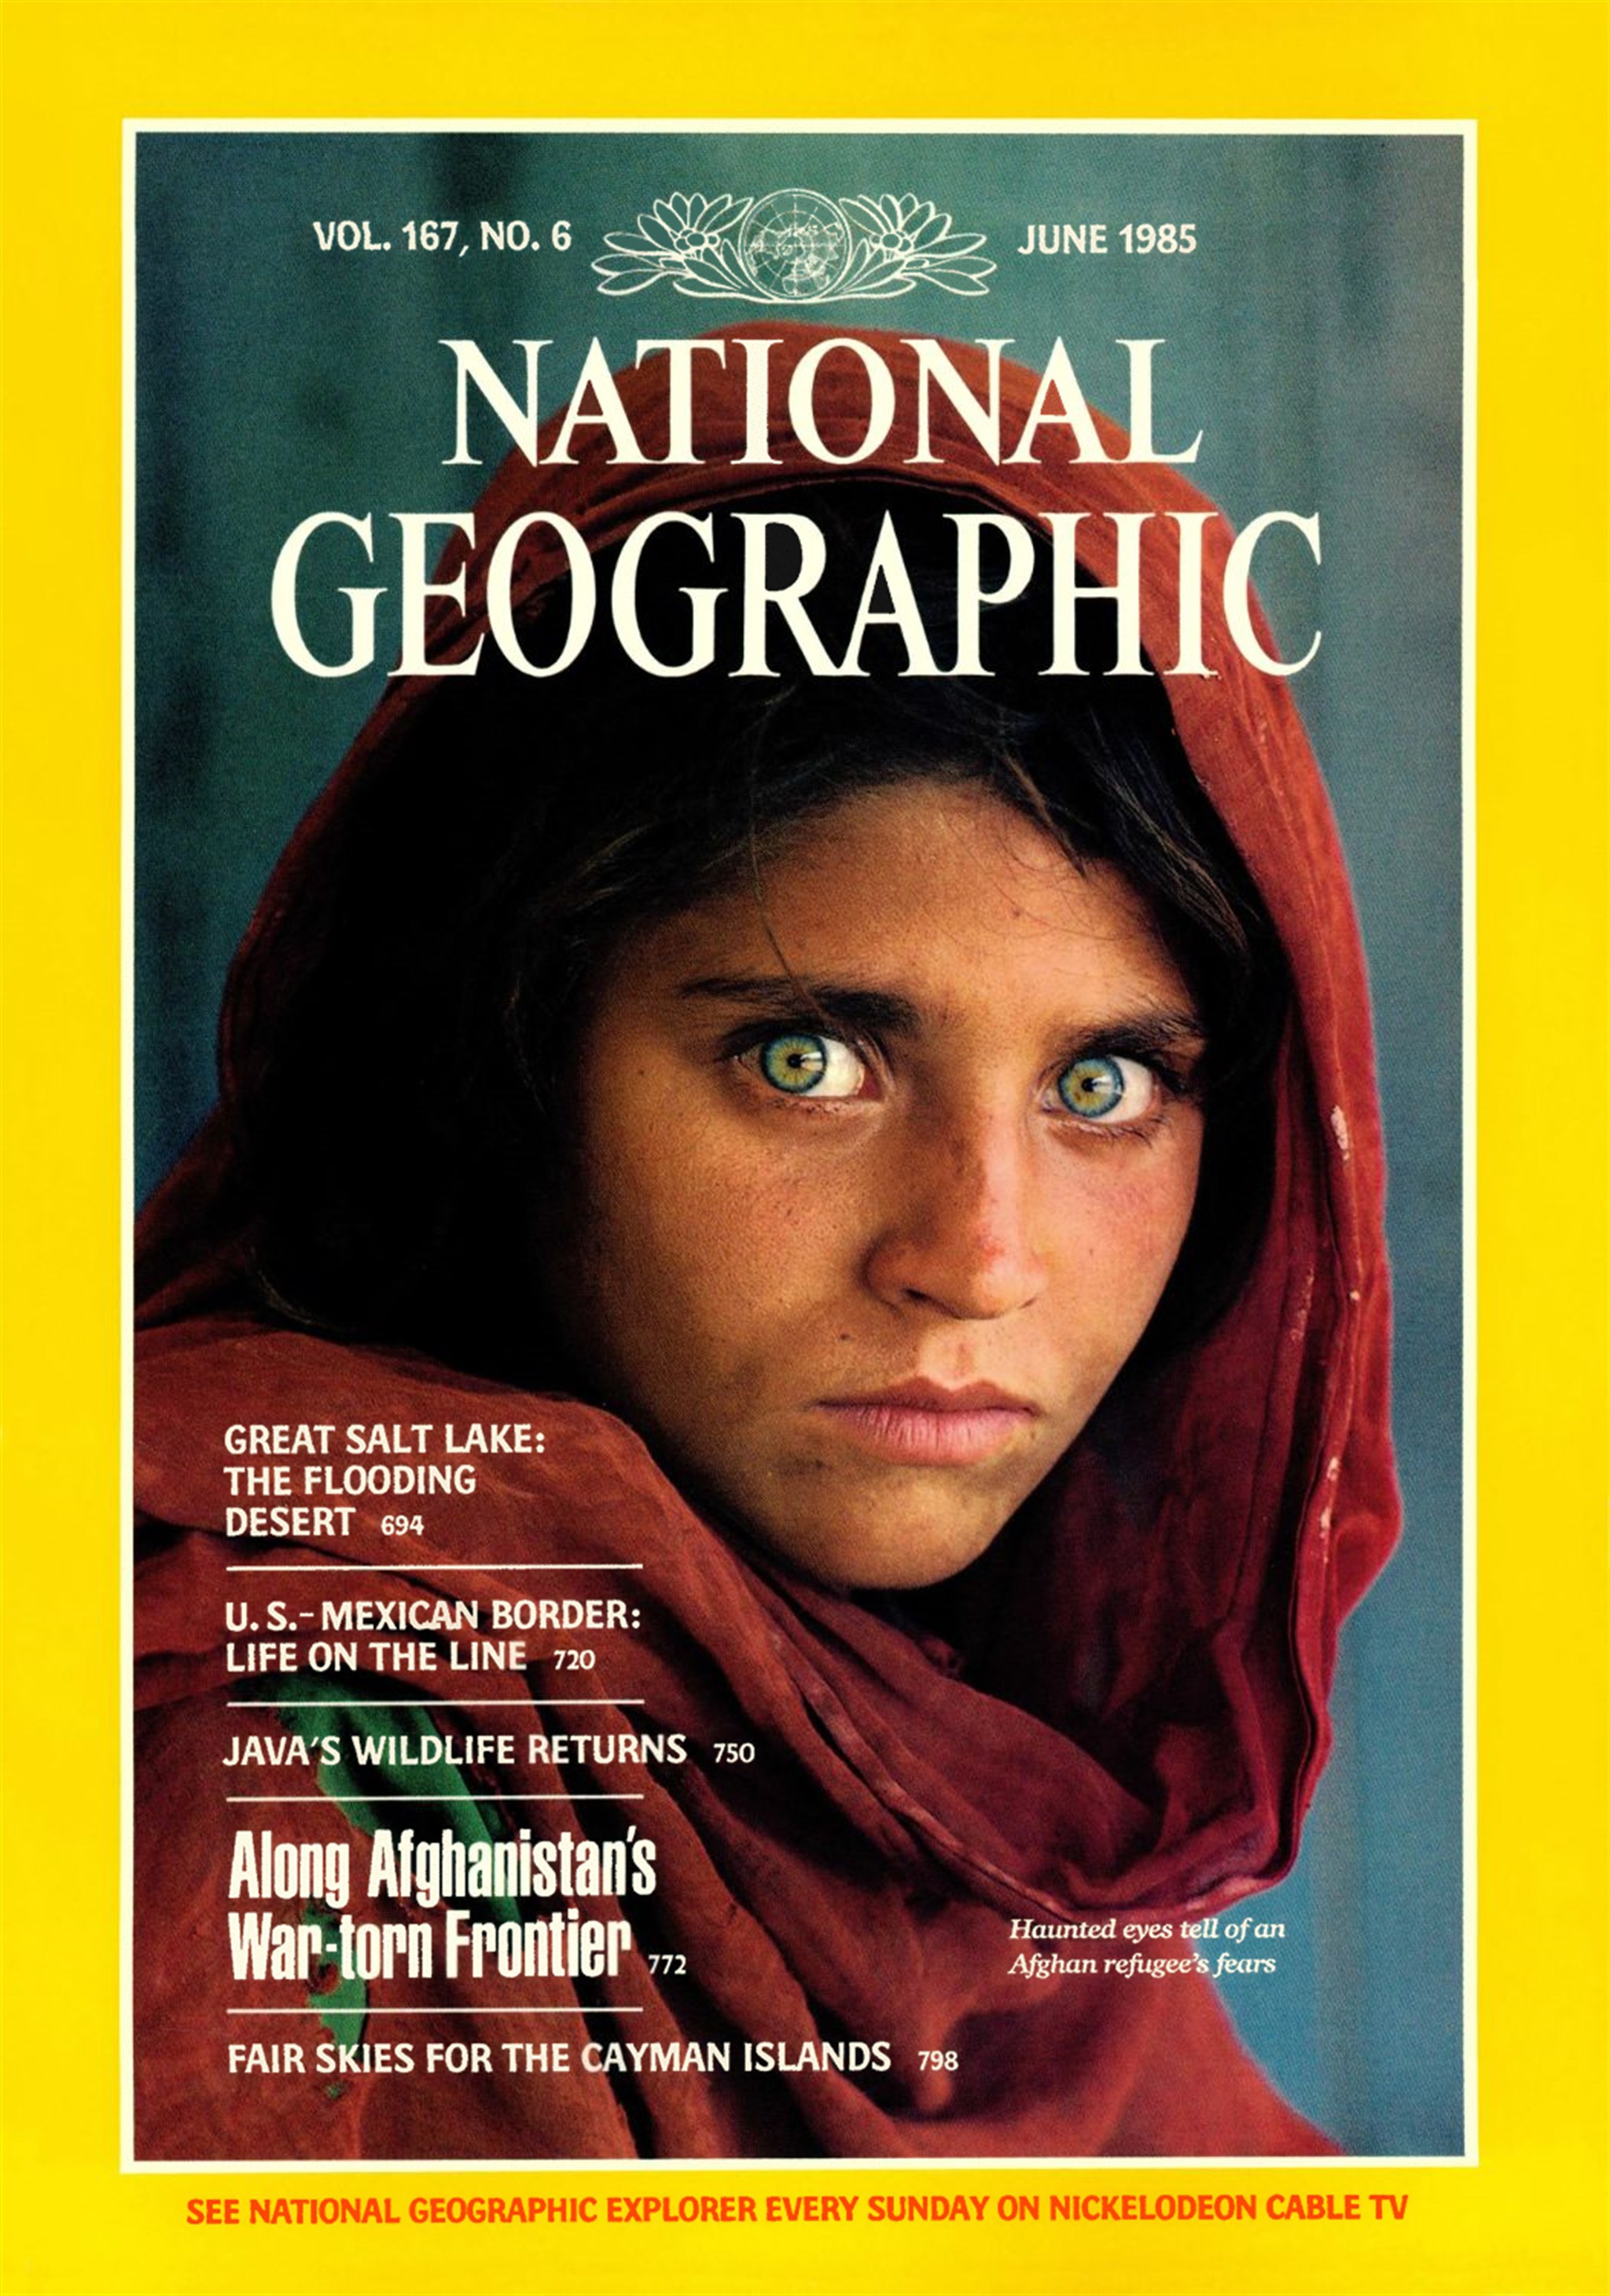 VOL. 167, NO. 6
JUNE 1985
NATIONAL
GEOGRAPHIC
GREAT SALT LAKE:
THE FLOODING
DESERT 694
U.S.-MEXICAN BORDER:
LIFE ON THE LINE 720
JAVA'S WILDLIFE RETURNS 750
Along Afghanistan's
War-torn Frontier 772
Haunted eyes tell of an
Afghan refugee's fears
FAIR SKIES FOR THE CAYMAN ISLANDS 798
SEE NATIONAL GEOGRAPHIC EXPLORER EVERY SUNDAY ON NICKELODEON CABLE TV